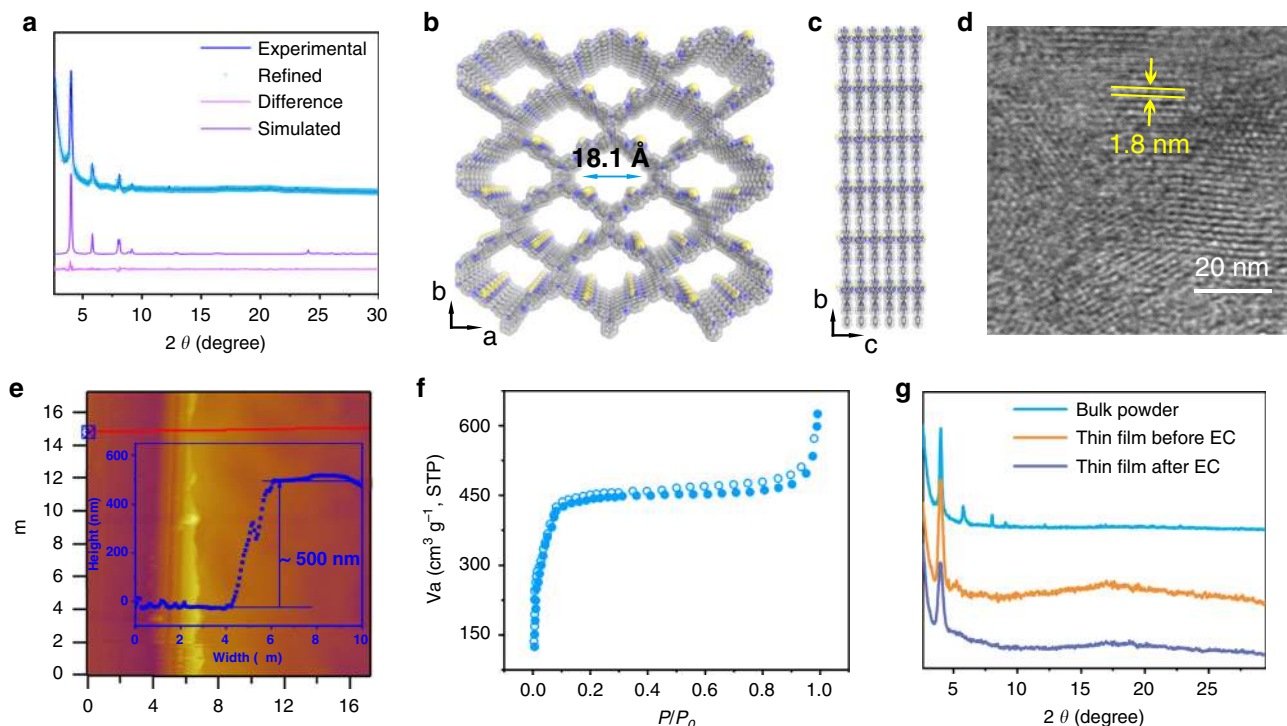 a
Experimental
Refined
Difference
Simulated
5 10 15 20 25 30
2 θ (degree)
b
18.1 Å
b
a
c
b
c
d
1.8 nm
20 nm
e
16
14
12
10
8
6
4
2
0
m
0 4 8 12 16
600
400
200
0
Height(nm)
~ 500 nm
0 2 4 6 8 10
Width ( m)
f
600
450
300
150
Va (cm³ g⁻¹, STP)
0.0 0.2 0.4 0.6 0.8 1.0
P/P₀
g
Bulk powder
Thin film before EC
Thin film after EC
5 10 15 20 25
2 θ (degree)